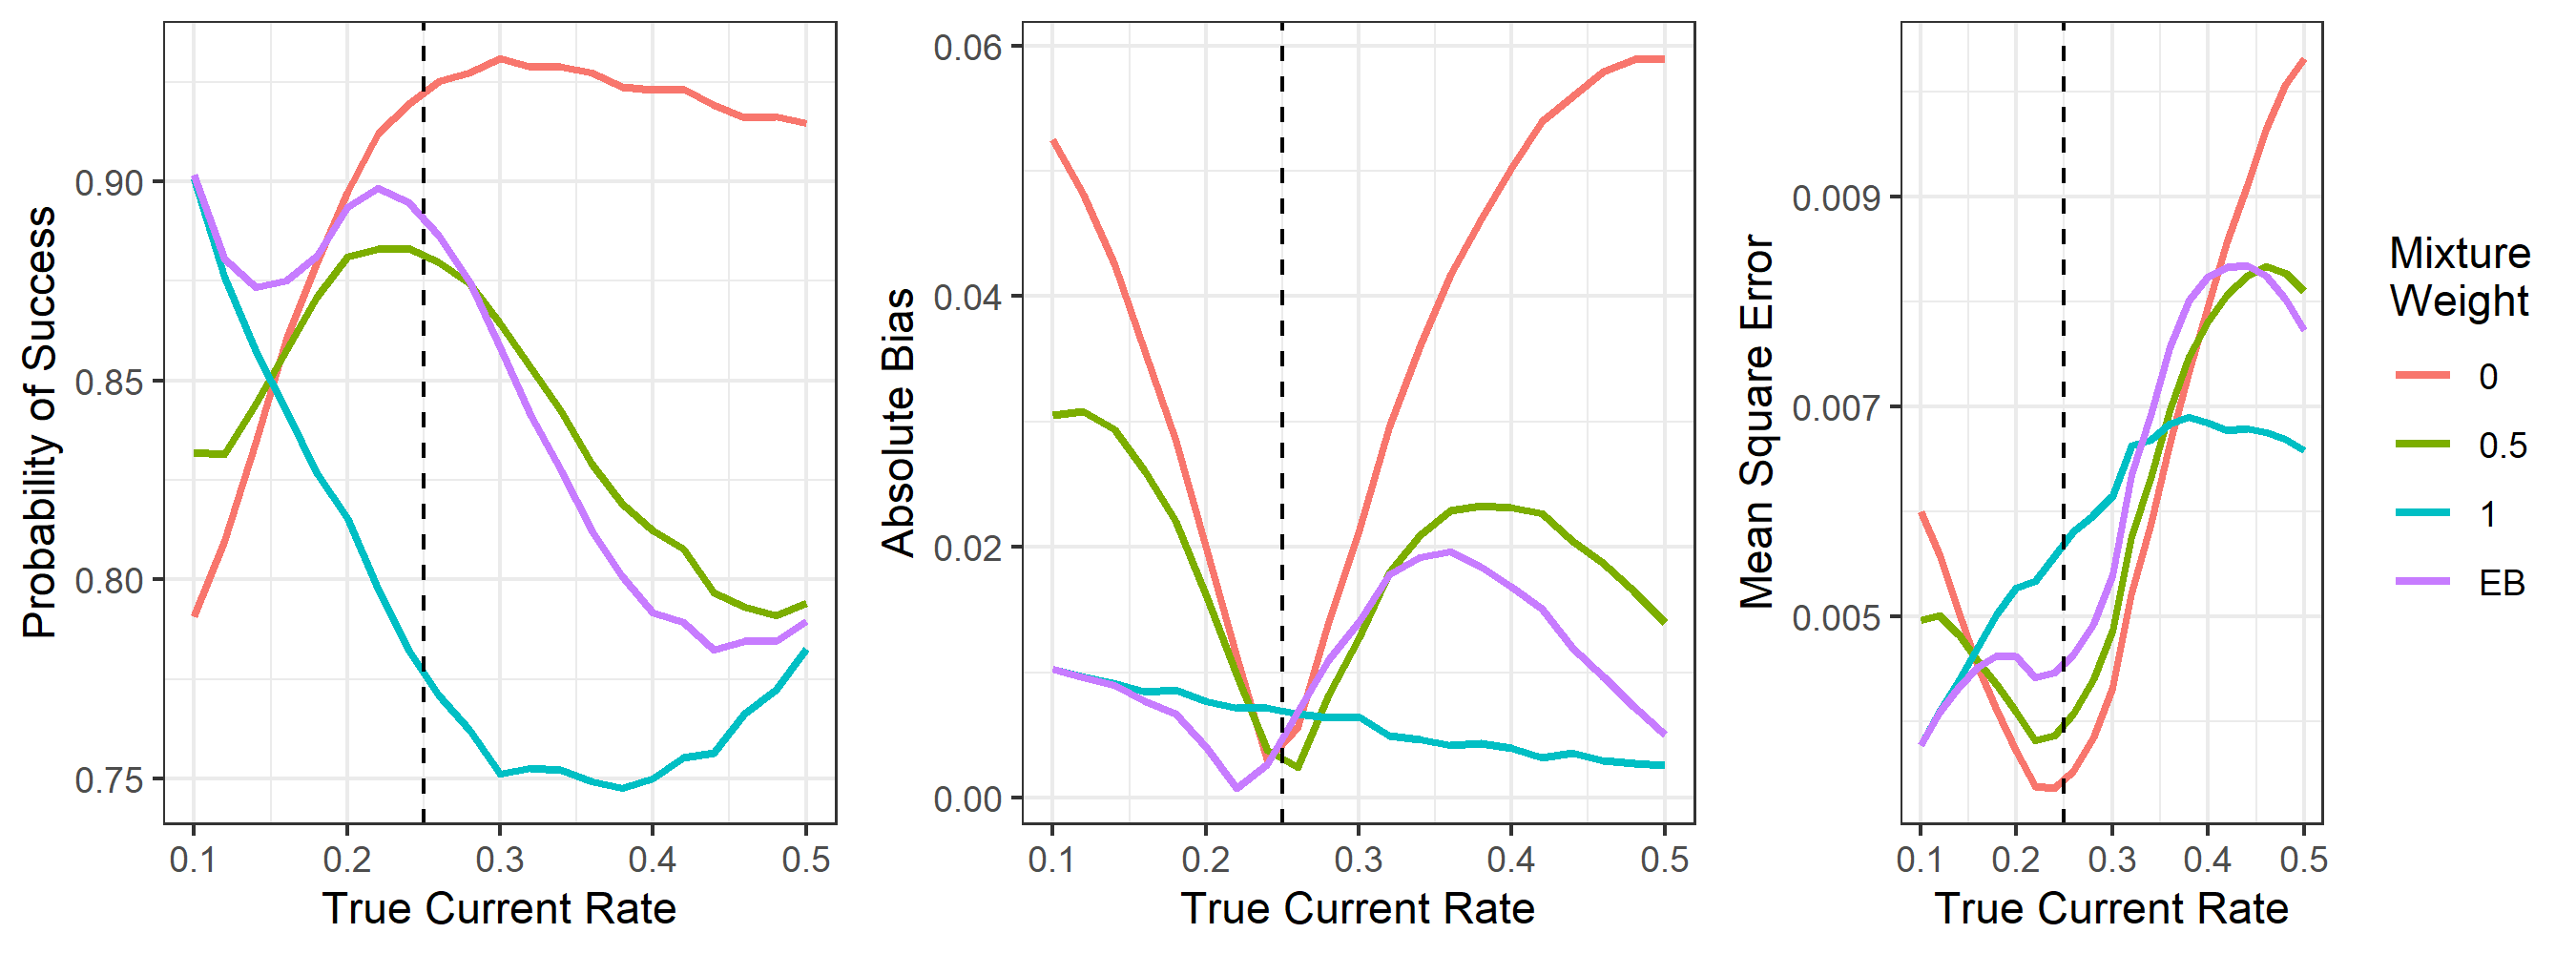 Probability of Success
0.90
0.85
0.80
0.75
0.1 0.2 0.3 0.4 0.5
True Current Rate
Absolute Bias
0.06
0.04
0.02
0.00
0.1 0.2 0.3 0.4 0.5
True Current Rate
Mean Square Error
0.009
0.007
0.005
0.1 0.2 0.3 0.4 0.5
True Current Rate
Mixture
Weight
0
0.5
1
EB